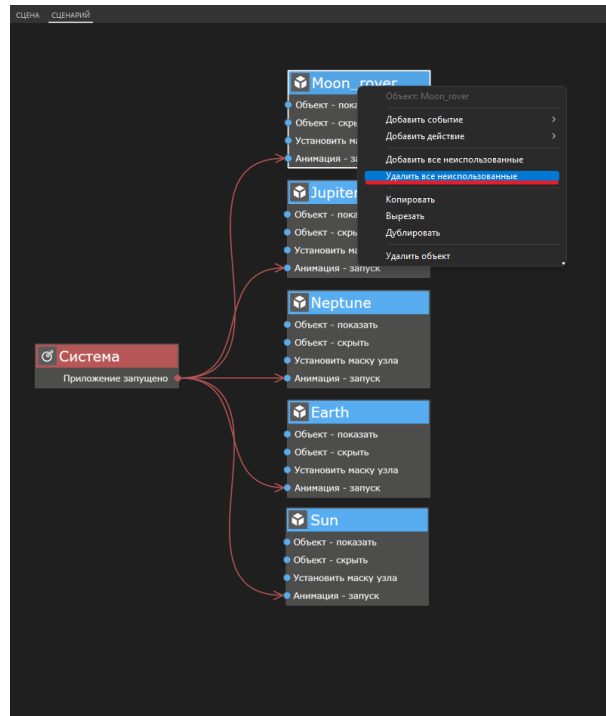 СЦЕНА СЦЕНАРИЙ
Moon_rover
Объект: Moon_rover
Объект - пока
Объект - скры
Установить ма
Анимация - за
Добавить событие
Добавить действие
Добавить все неиспользованные
Удалить все неиспользованные
Копировать
Вырезать
Дублировать
Удалить объект
Jupiter
Объект - пока
Объект - скры
Установить ма
Анимация - запуск
Neptune
Объект - показать
Объект - скрыть
Установить маску узла
Анимация - запуск
Система
Приложение запущено
Earth
Объект - показать
Объект - скрыть
Установить маску узла
Анимация - запуск
Sun
Объект - показать
Объект - скрыть
Установить маску узла
Анимация - запуск